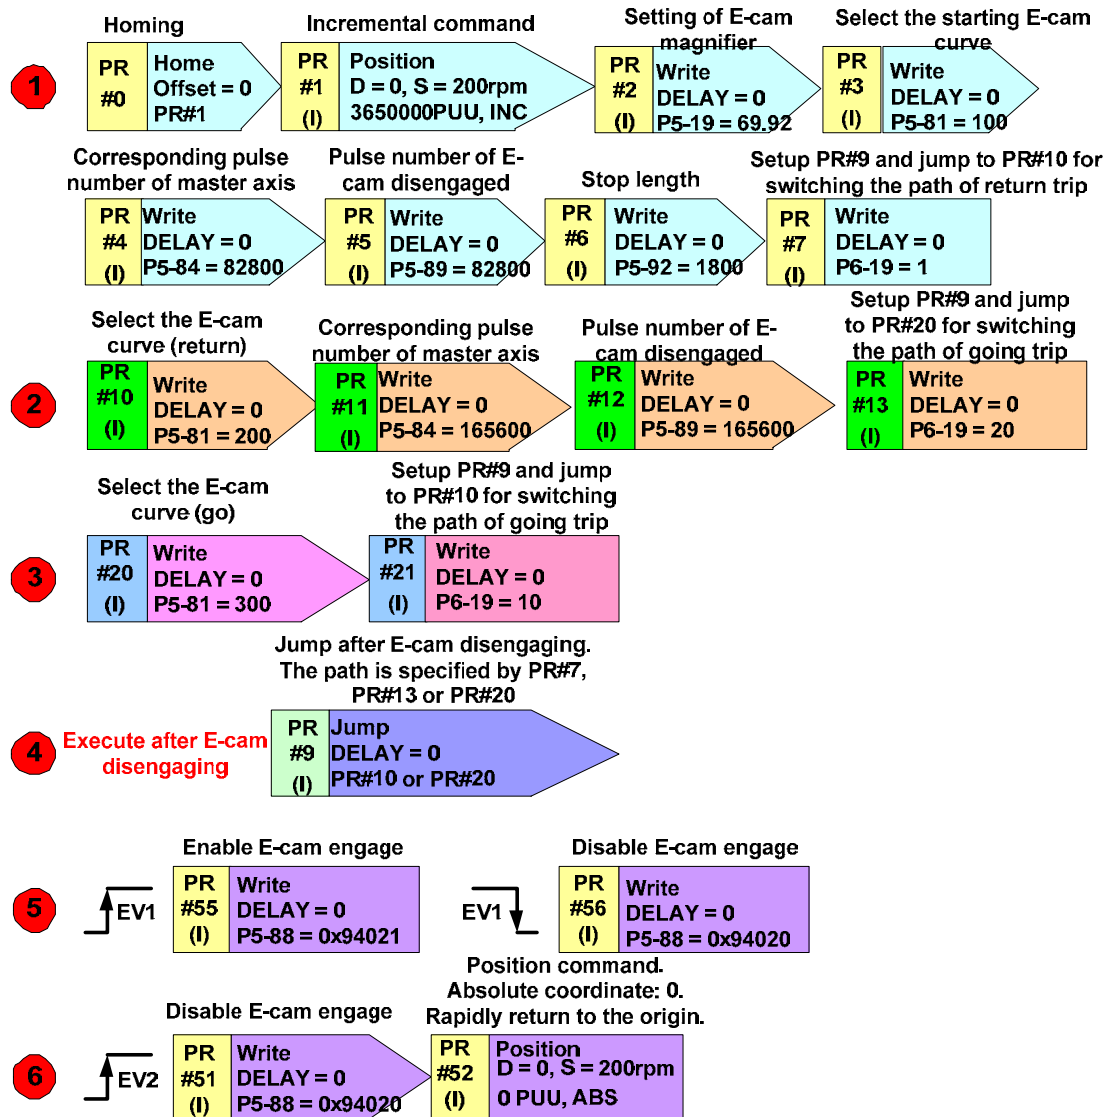 Homing
Incremental command
Setting of E-cam
magnifier
Select the starting E-cam
curve
1
PR
#0
Home
Offset = 0
PR#1
PR
#1
(I)
Position
D = 0, S = 200rpm
3650000PUU, INC
PR
#2
(I)
Write
DELAY = 0
P5-19 = 69.92
PR
#3
(I)
Write
DELAY = 0
P5-81 = 100
Corresponding pulse
number of master axis
Pulse number of E-
cam disengaged
Stop length
Setup PR#9 and jump to PR#10 for
switching the path of return trip
PR
#4
(I)
Write
DELAY = 0
P5-84 = 82800
PR
#5
(I)
Write
DELAY = 0
P5-89 = 82800
PR
#6
(I)
Write
DELAY = 0
P5-92 = 1800
PR
#7
(I)
Write
DELAY = 0
P6-19 = 1
Select the E-cam
curve (return)
Corresponding pulse
number of master axis
Pulse number of E-
cam disengaged
Setup PR#9 and jump
to PR#20 for switching
the path of going trip
2
PR
#10
(I)
Write
DELAY = 0
P5-81 = 200
PR
#11
(I)
Write
DELAY = 0
P5-84 = 165600
PR
#12
(I)
Write
DELAY = 0
P5-89 = 165600
PR
#13
(I)
Write
DELAY = 0
P6-19 = 20
Select the E-cam
curve (go)
Setup PR#9 and jump
to PR#10 for switching
the path of going trip
3
PR
#20
(I)
Write
DELAY = 0
P5-81 = 300
PR
#21
(I)
Write
DELAY = 0
P6-19 = 10
Jump after E-cam disengaging.
The path is specified by PR#7,
PR#13 or PR#20
4
Execute after E-cam
disengaging
PR
#9
(I)
Jump
DELAY = 0
PR#10 or PR#20
Enable E-cam engage
Disable E-cam engage
5
EV1
PR
#55
(I)
Write
DELAY = 0
P5-88 = 0x94021
EV1
PR
#56
(I)
Write
DELAY = 0
P5-88 = 0x94020
Disable E-cam engage
Position command.
Absolute coordinate: 0.
Rapidly return to the origin.
6
EV2
PR
#51
(I)
Write
DELAY = 0
P5-88 = 0x94020
PR
#52
(I)
Position
D = 0, S = 200rpm
0 PUU, ABS